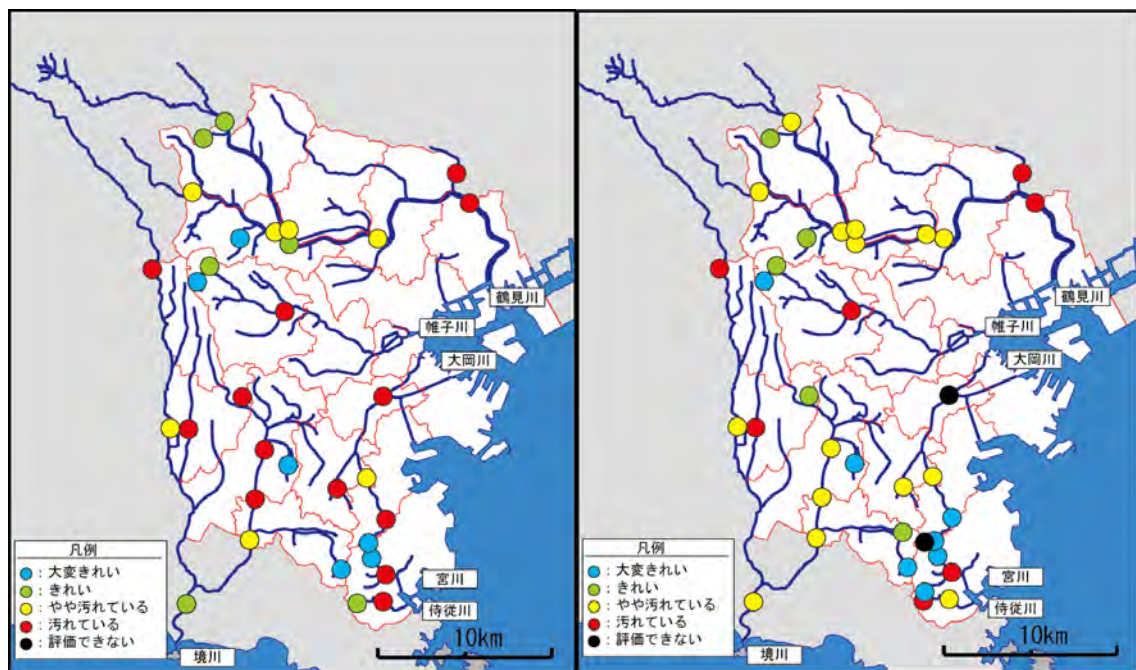 鶴見川
帷子川
大岡川
宮川
侍従川
境川
10km
凡例
：大変きれい
：きれい
：やや汚れている
：汚れている
：評価できない
鶴見川
帷子川
大岡川
宮川
侍従川
境川
10km
凡例
：大変きれい
：きれい
：やや汚れている
：汚れている
：評価できない